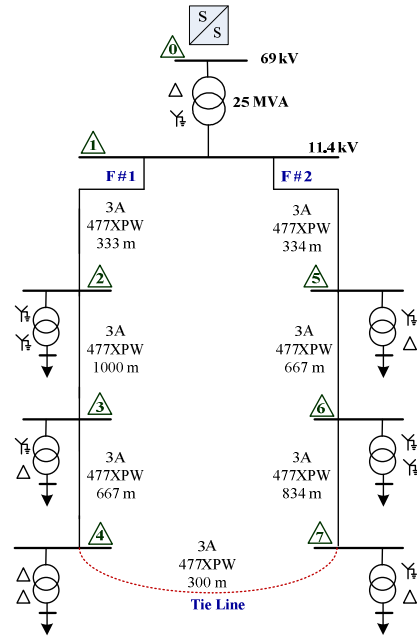 S
S
0
69 kV
25 MVA
1
11.4 kV
F #1
F #2
3A
477XPW
333 m
3A
477XPW
334 m
2
5
3A
477XPW
1000 m
3A
477XPW
667 m
3
6
3A
477XPW
667 m
3A
477XPW
834 m
4
7
3A
477XPW
300 m
Tie Line